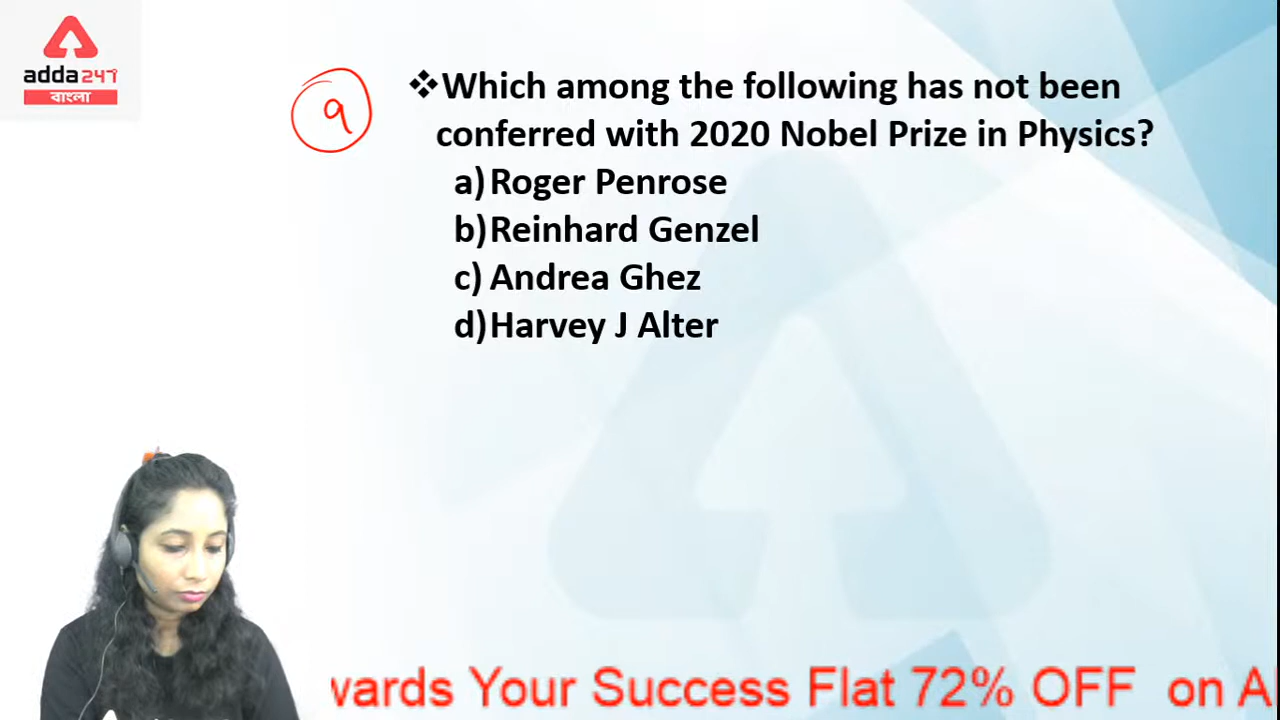 adda247
বাংলা
9
❖Which among the following has not been
conferred with 2020 Nobel Prize in Physics?
a) Roger Penrose
b) Reinhard Genzel
c) Andrea Ghez
d) Harvey J Alter
Your Success Flat 72% OFF on